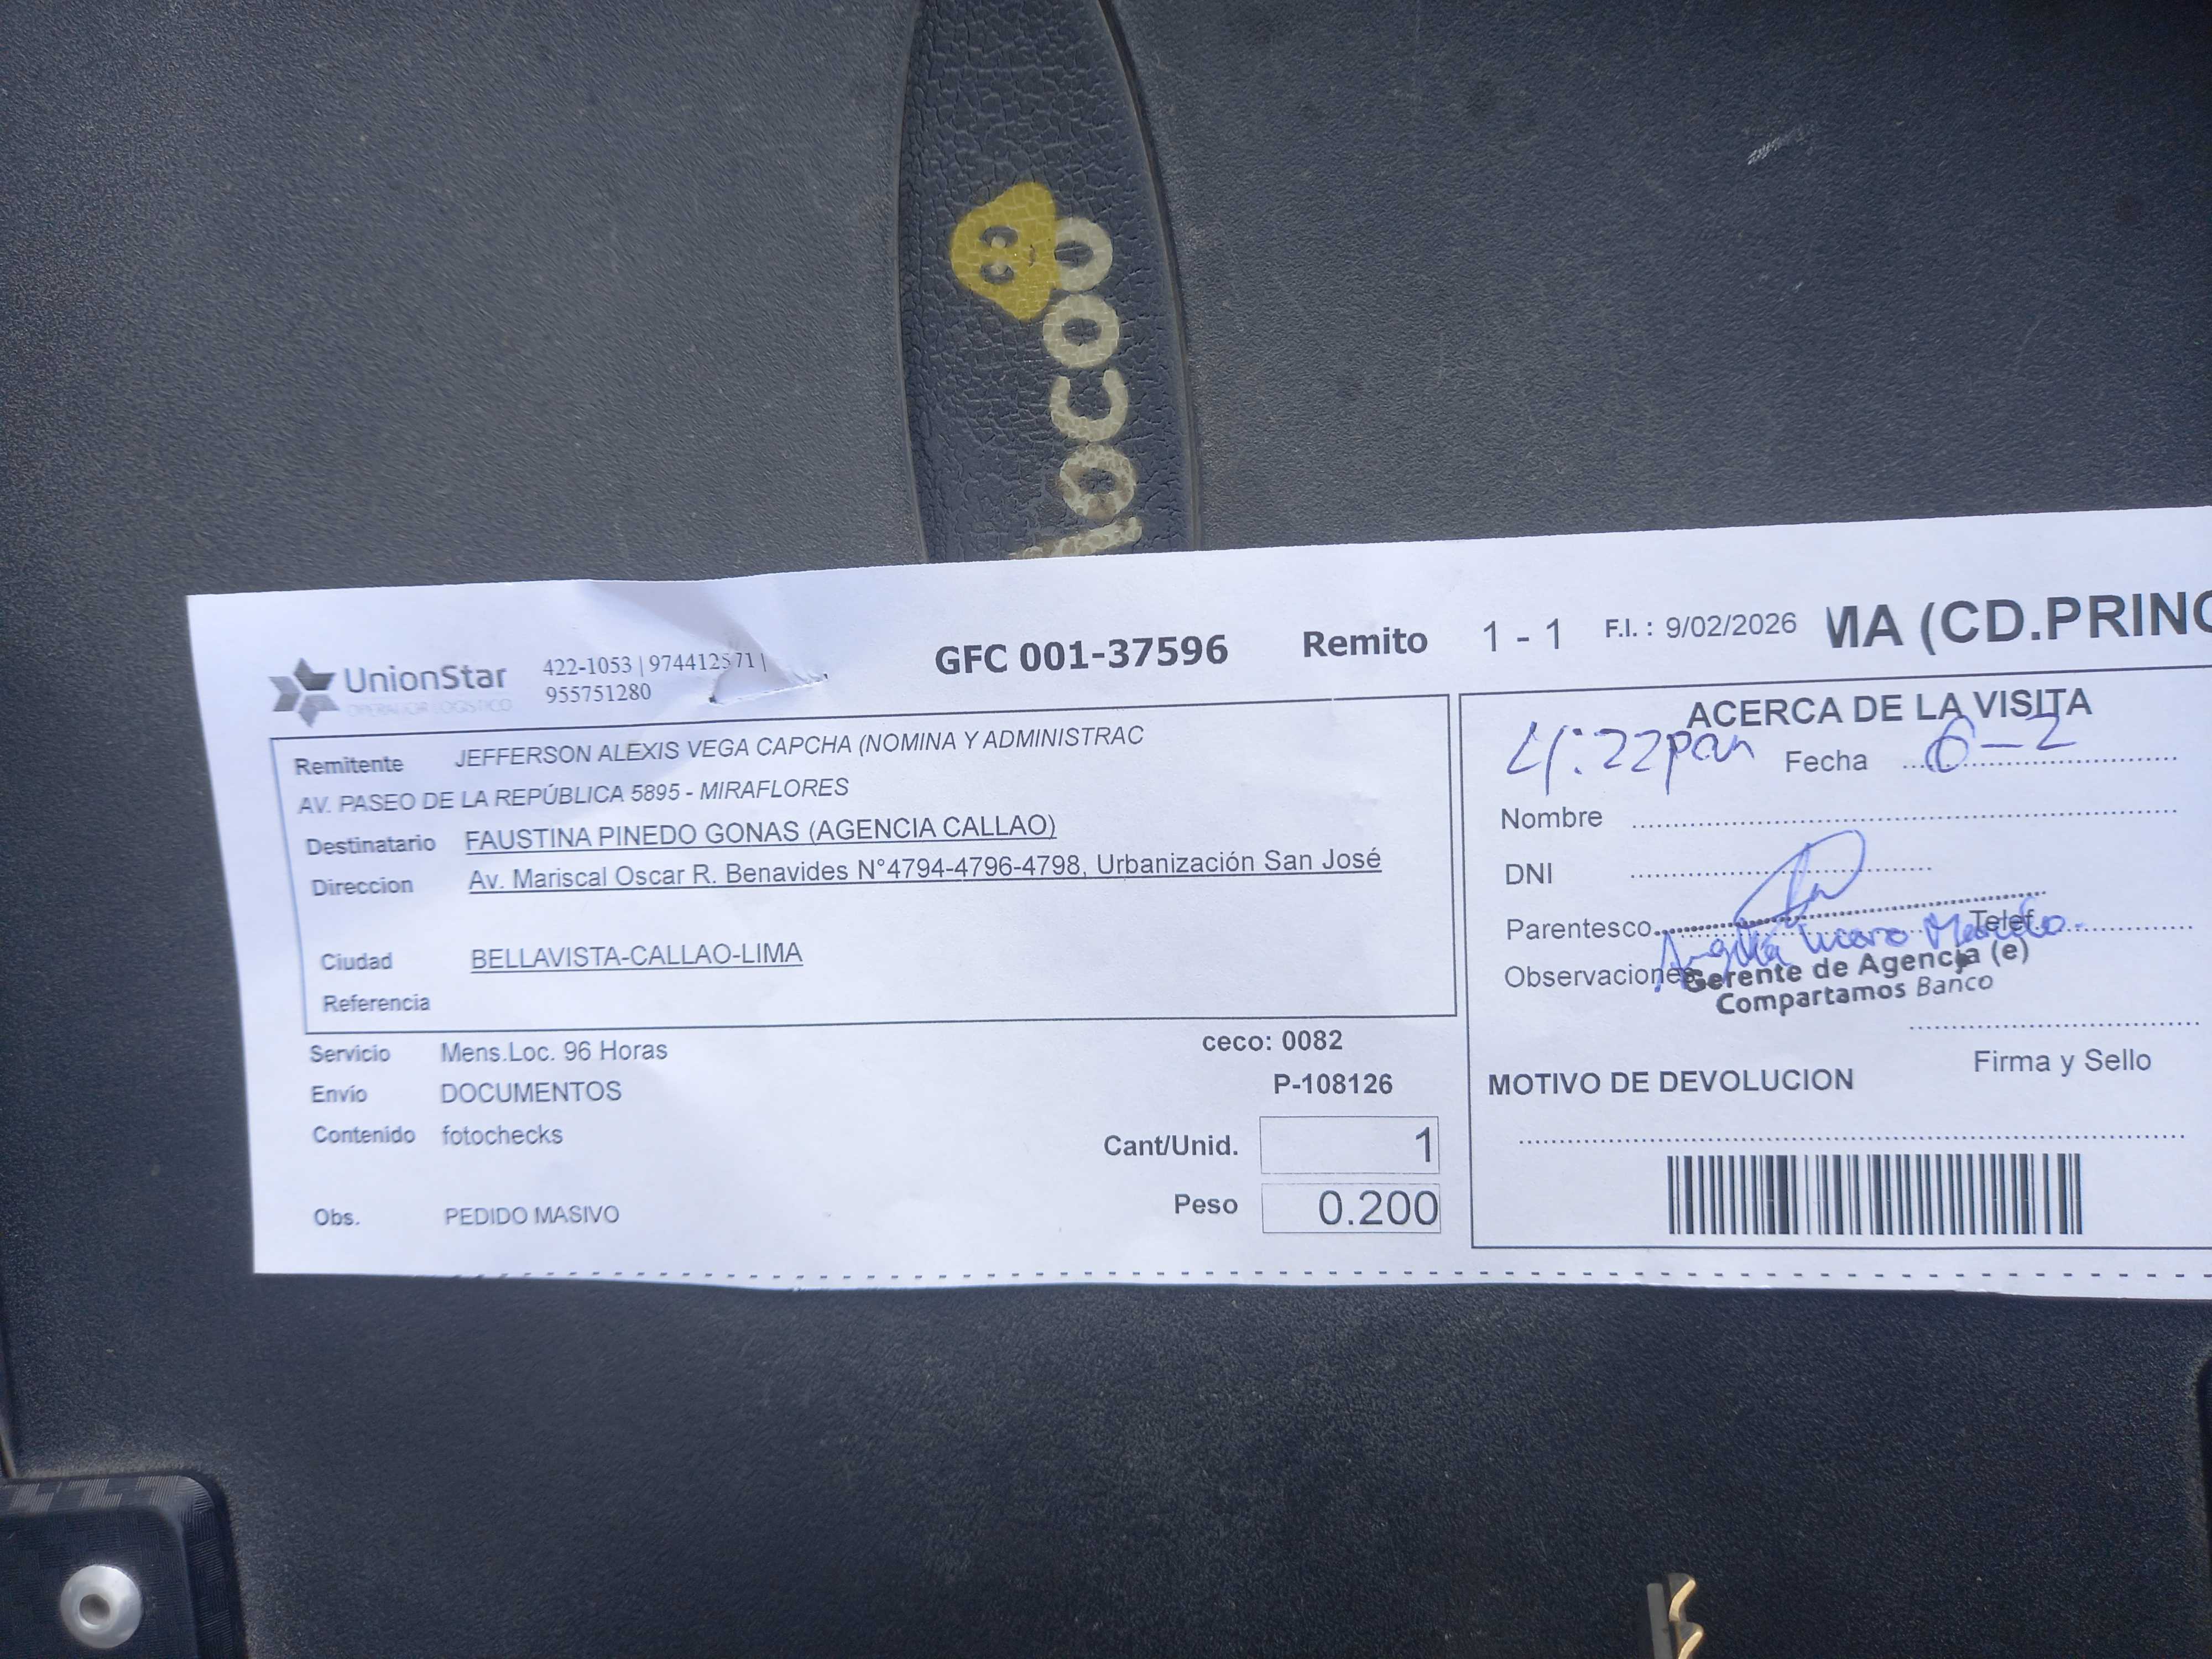 ocoo
UnionStar
OPERADOR LOGISTICO
422-1053 | 974412571 |
955751280
GFC 001-37596 Remito 1 - 1 F.I. : 9/02/2026 MA (CD.PRINC
Remitente JEFFERSON ALEXIS VEGA CAPCHA (NOMINA Y ADMINISTRAC
AV. PASEO DE LA REPÚBLICA 5895 - MIRAFLORES
Destinatario FAUSTINA PINEDO GONAS (AGENCIA CALLAO)
Direccion Av. Mariscal Oscar R. Benavides N°4794-4796-4798, Urbanización San José
Ciudad BELLAVISTA-CALLAO-LIMA
Referencia
Servicio Mens.Loc. 96 Horas
Envío DOCUMENTOS
Contenido fotochecks
Obs. PEDIDO MASIVO
ceco: 0082
P-108126
Cant/Unid. 1
Peso 0.200
ACERCA DE LA VISITA
4:22pm Fecha 6-2
Nombre
DNI
Parentesco Telef.
Observaciones
Gerente de Agencia (e)
Compartamos Banco
Firma y Sello
MOTIVO DE DEVOLUCION